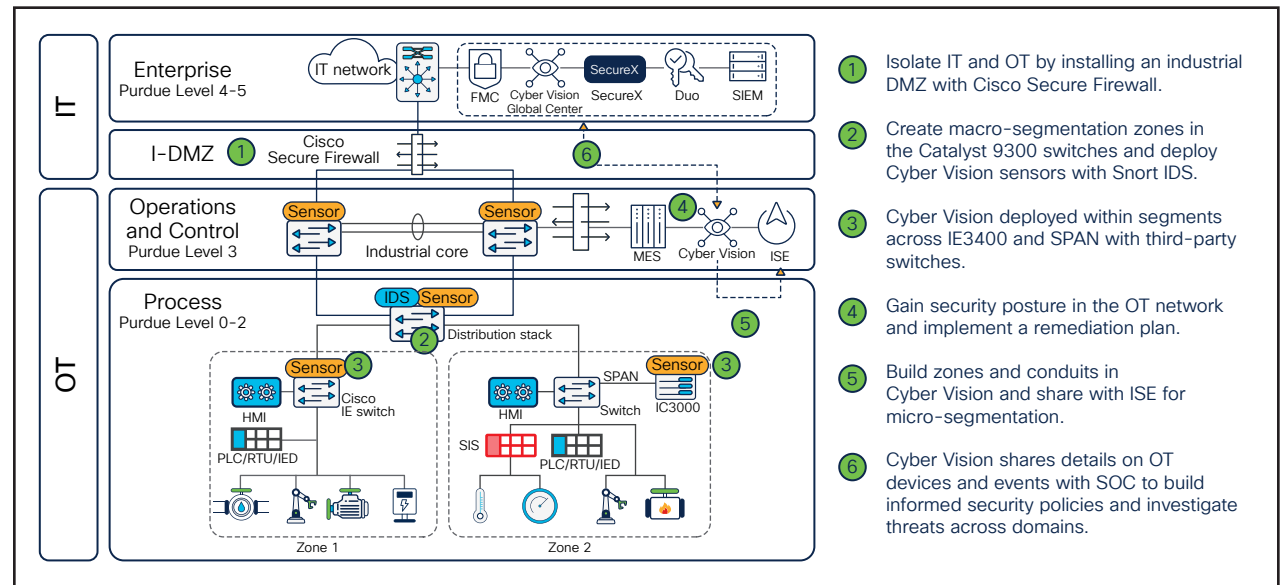 IT
Enterprise
Purdue Level 4-5
IT network
FMC
Cyber Vision
Global Center
SecureX
SecureX
Duo
SIEM
I-DMZ
1
Cisco
Secure Firewall
6
OT
Operations
and Control
Purdue Level 3
Sensor
Sensor
Industrial core
4
MES
Cyber Vision
ISE
Process
Purdue Level 0-2
IDS
Sensor
2
Distribution stack
5
Sensor
3
HMI
Cisco
IE switch
PLC/RTU/IED
Zone 1
Sensor
3
SPAN
HMI
Switch
IC3000
SIS
PLC/RTU/IED
Zone 2
1
Isolate IT and OT by installing an industrial
DMZ with Cisco Secure Firewall.
2
Create macro-segmentation zones in
the Catalyst 9300 switches and deploy
Cyber Vision sensors with Snort IDS.
3
Cyber Vision deployed within segments
across IE3400 and SPAN with third-party
switches.
4
Gain security posture in the OT network
and implement a remediation plan.
5
Build zones and conduits in
Cyber Vision and share with ISE for
micro-segmentation.
6
Cyber Vision shares details on OT
devices and events with SOC to build
informed security policies and investigate
threats across domains.